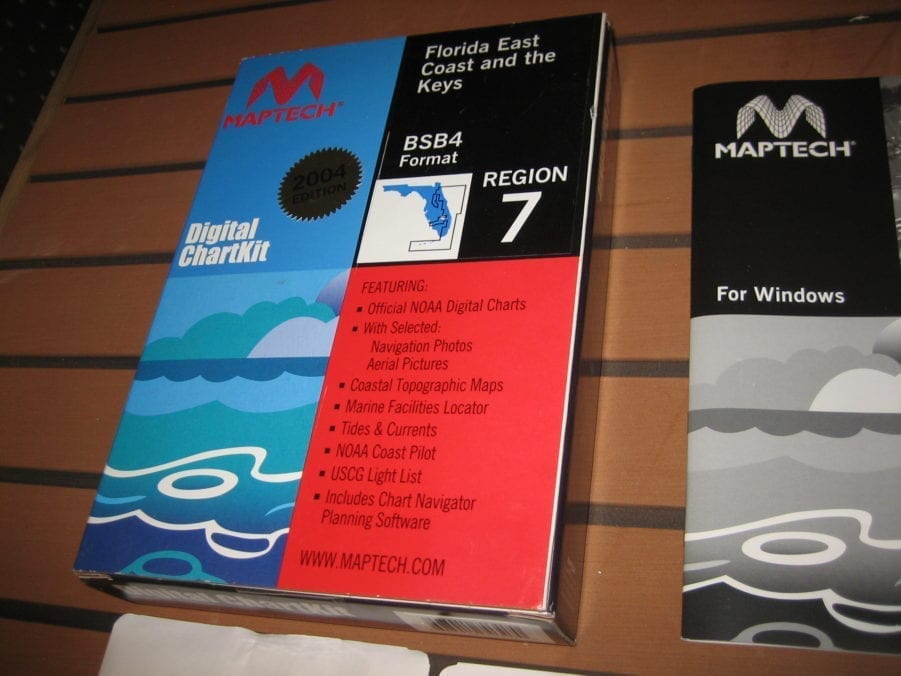 MAPTECH®
2004
EDITION
Digital
ChartKit
Florida East
Coast and the
Keys
BSB4
Format
REGION
7
FEATURING:
▪ Official NOAA Digital Charts
▪ With Selected:
Navigation Photos
Aerial Pictures
▪ Coastal Topographic Maps
▪ Marine Facilities Locator
▪ Tides & Currents
▪ NOAA Coast Pilot
▪ USCG Light List
▪ Includes Chart Navigator
Planning Software
WWW.MAPTECH.COM
MAPTECH®
For Windows